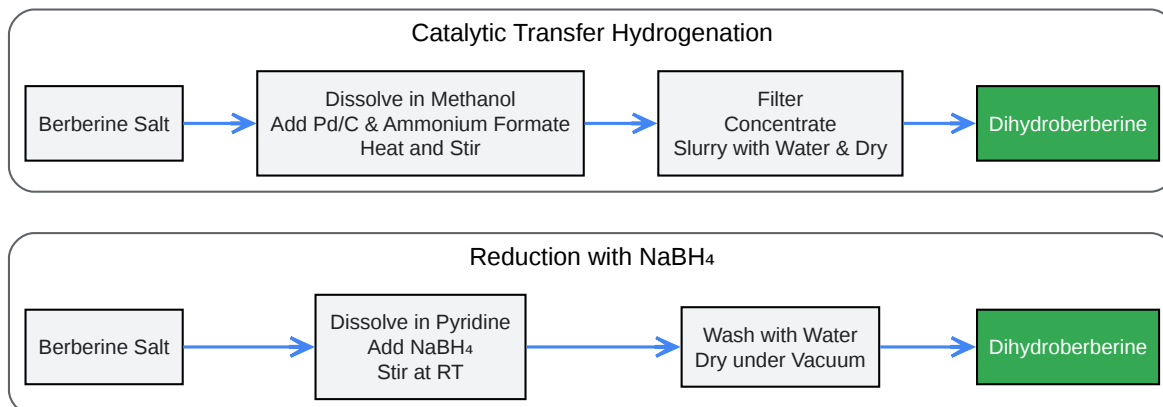 Catalytic Transfer Hydrogenation
Berberine Salt
Dissolve in Methanol
Add Pd/C & Ammonium Formate
Heat and Stir
Filter
Concentrate
Slurry with Water & Dry
Dihydroberberine
Reduction with NaBH₄
Berberine Salt
Dissolve in Pyridine
Add NaBH₄
Stir at RT
Wash with Water
Dry under Vacuum
Dihydroberberine